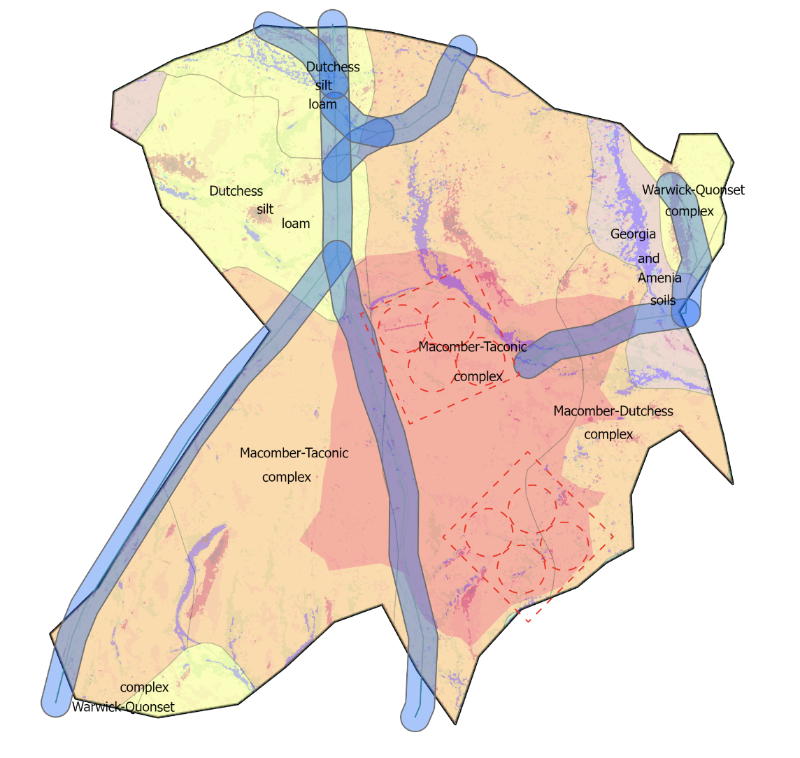 Dutchess
silt
loam
Dutchess
silt
loam
Warwick-Quonset
complex
Georgia
and
Amenia
soils
Macomber-Taconic
complex
Macomber-Dutchess
complex
Macomber-Taconic
complex
complex
Warwick-Quonset